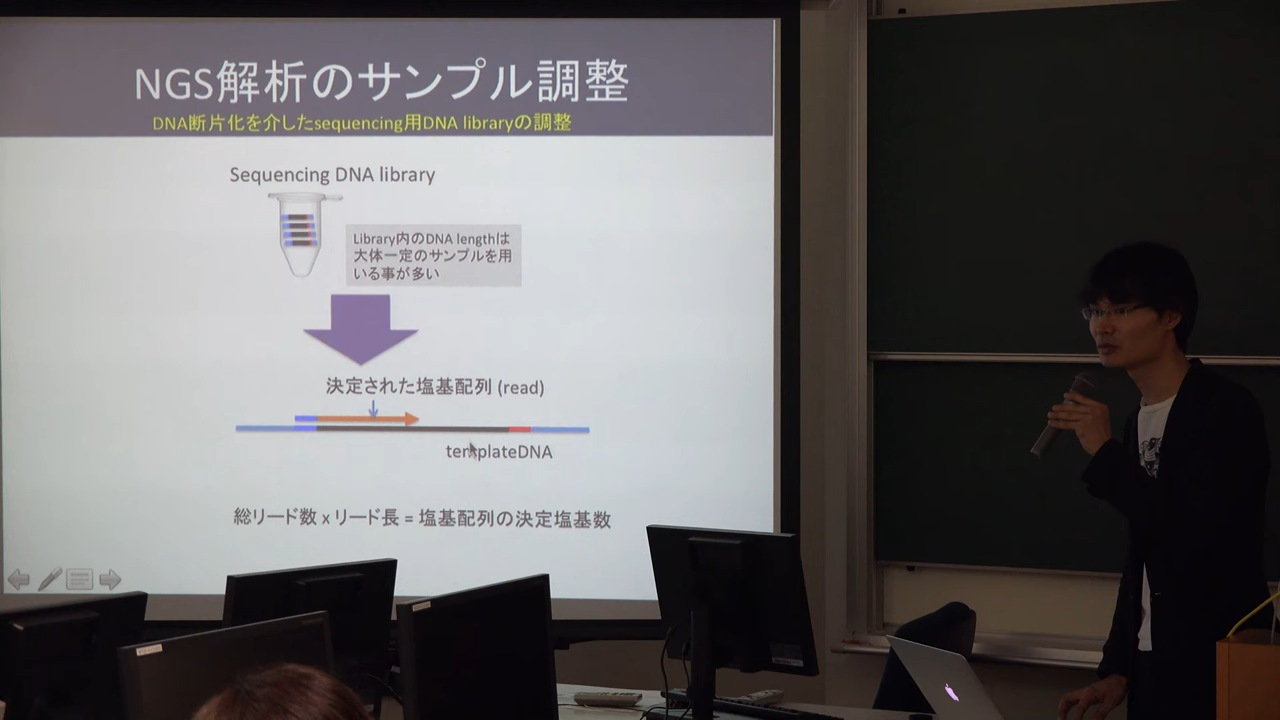 NGS解析のサンプル調整
DNA断片化を介したsequencing用DNA libraryの調整
Sequencing DNA library
Library内のDNA lengthは
大体一定のサンプルを用
いる事が多い
決定された塩基配列 (read)
templateDNA
総リード数 x リード長 = 塩基配列の決定塩基数